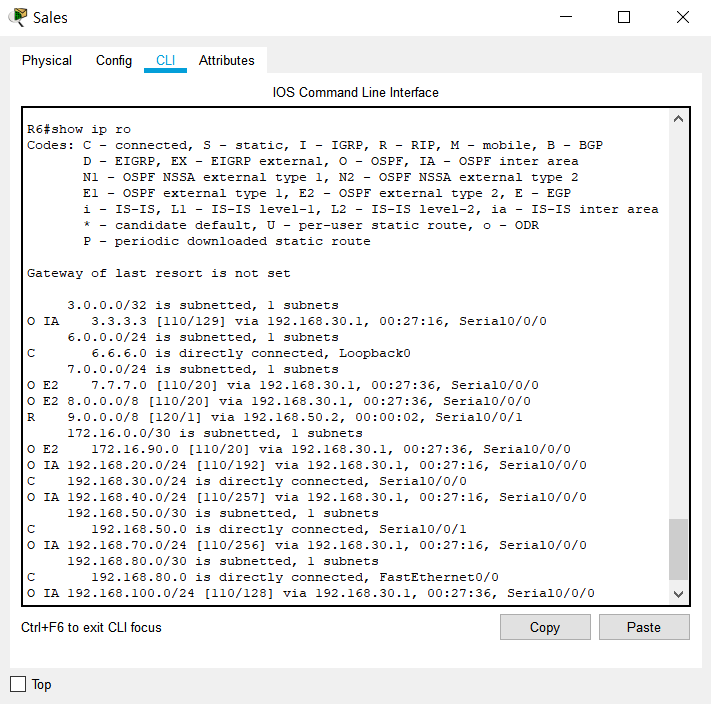 Sales
Physical Config CLI Attributes
IOS Command Line Interface
R6#show ip ro
Codes: C - connected, S - static, I - IGRP, R - RIP, M - mobile, B - BGP
D - EIGRP, EX - EIGRP external, O - OSPF, IA - OSPF inter area
N1 - OSPF NSSA external type 1, N2 - OSPF NSSA external type 2
E1 - OSPF external type 1, E2 - OSPF external type 2, E - EGP
i - IS-IS, L1 - IS-IS level-1, L2 - IS-IS level-2, ia - IS-IS inter area
* - candidate default, U - per-user static route, o - ODR
P - periodic downloaded static route
Gateway of last resort is not set
3.0.0.0/32 is subnetted, 1 subnets
O IA 3.3.3.3 [110/129] via 192.168.30.1, 00:27:16, Serial0/0/0
6.0.0.0/24 is subnetted, 1 subnets
C 6.6.6.0 is directly connected, Loopback0
7.0.0.0/24 is subnetted, 1 subnets
O E2 7.7.7.0 [110/20] via 192.168.30.1, 00:27:36, Serial0/0/0
O E2 8.0.0.0/8 [110/20] via 192.168.30.1, 00:27:36, Serial0/0/0
R 9.0.0.0/8 [120/1] via 192.168.50.2, 00:00:02, Serial0/0/1
172.16.0.0/30 is subnetted, 1 subnets
O E2 172.16.90.0 [110/20] via 192.168.30.1, 00:27:36, Serial0/0/0
O IA 192.168.20.0/24 [110/192] via 192.168.30.1, 00:27:16, Serial0/0/0
C 192.168.30.0/24 is directly connected, Serial0/0/0
O IA 192.168.40.0/24 [110/257] via 192.168.30.1, 00:27:16, Serial0/0/0
192.168.50.0/30 is subnetted, 1 subnets
C 192.168.50.0 is directly connected, Serial0/0/1
O IA 192.168.70.0/24 [110/256] via 192.168.30.1, 00:27:16, Serial0/0/0
192.168.80.0/30 is subnetted, 1 subnets
C 192.168.80.0 is directly connected, FastEthernet0/0
O IA 192.168.100.0/24 [110/128] via 192.168.30.1, 00:27:36, Serial0/0/0
Ctrl+F6 to exit CLI focus Copy Paste
Top